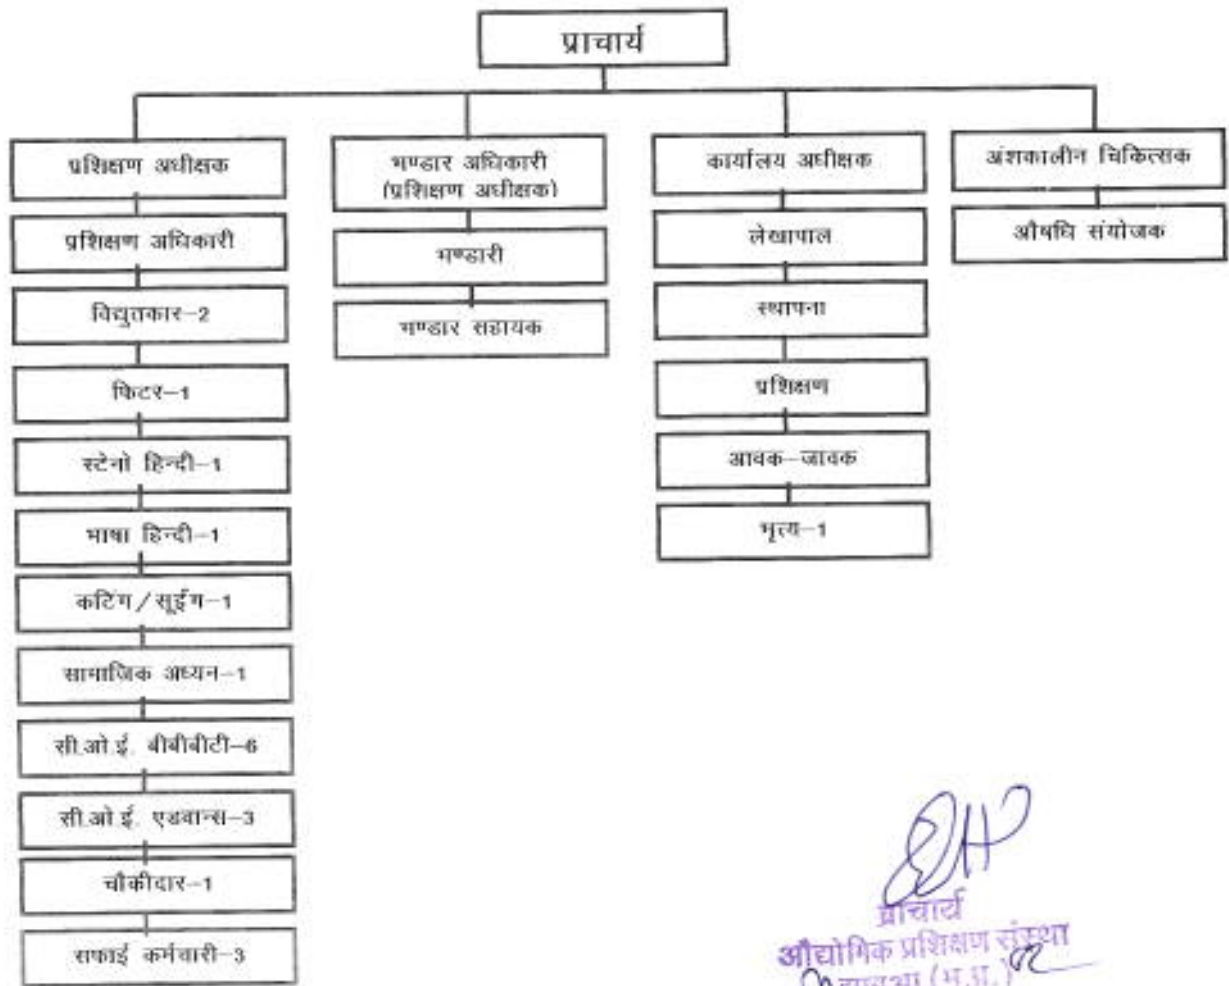 प्राचार्य
प्रशिक्षण अधीक्षक
प्रशिक्षण अधिकारी
विद्युतकार-2
फिटर-1
स्टेनो हिन्दी-1
भाषा हिन्दी-1
कटिंग/सूईंग-1
सामाजिक अध्यन-1
सी.ओ.ई. बीबीबीटी-6
सी.ओ.ई. एडवान्स-3
चौकीदार-1
सफाई कर्मचारी-3
भण्डार अधिकारी
(प्रशिक्षण अधीक्षक)
भण्डारी
भण्डार सहायक
कार्यालय अधीक्षक
लेखापाल
स्थापना
प्रशिक्षण
आवक-जावक
भृत्य-1
अंशकालीन चिकित्सक
औषधि संयोजक
प्राचार्य
औद्योगिक प्रशिक्षण संस्था
(म.प्र.)